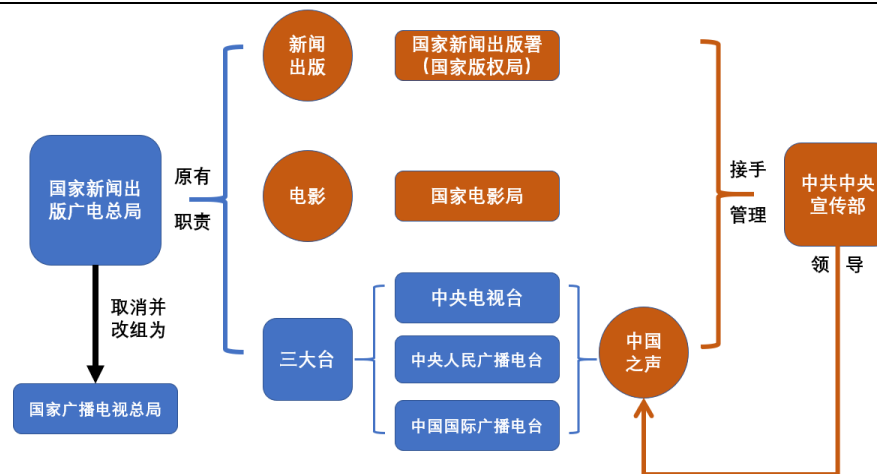 新闻
出版
国家新闻出版署
（国家版权局）
国家新闻出
版广电总局
原有
职责
电影
国家电影局
接手
管理
中共中央
宣传部
领 导
取消并
改组为
三大台
中央电视台
中央人民广播电台
中国国际广播电台
中国
之声
国家广播电视总局